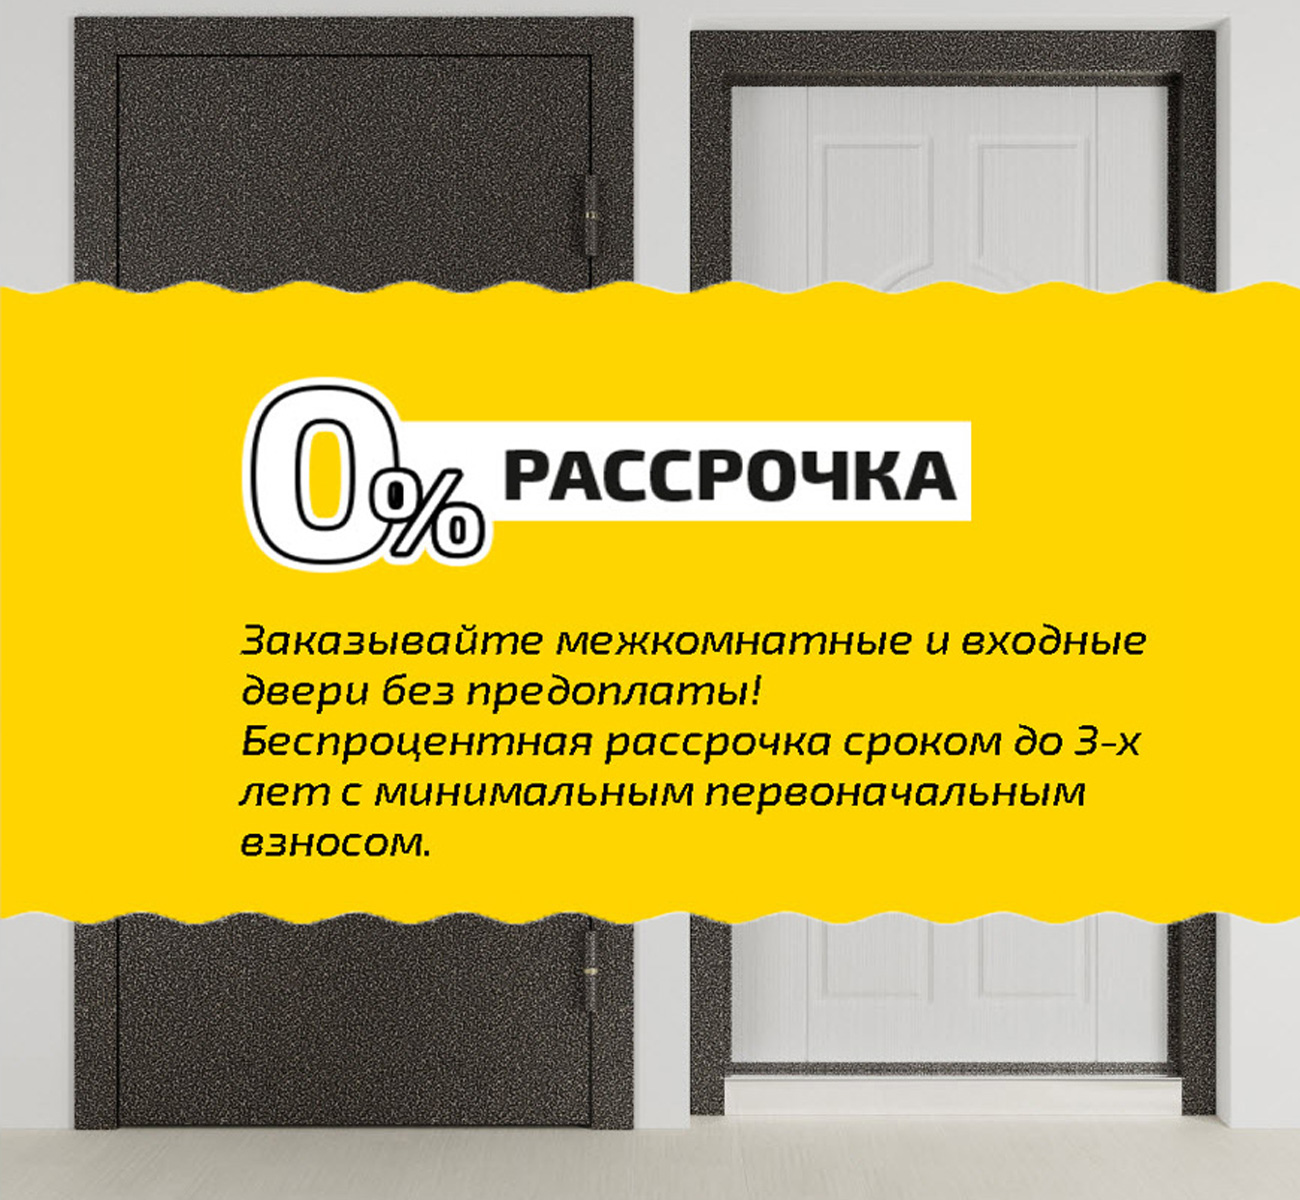 0% РАССРОЧКА
Заказывайте межкомнатные и входные
двери без предоплаты!
Беспроцентная рассрочка сроком до 3-х
лет с минимальным первоначальным
взносом.